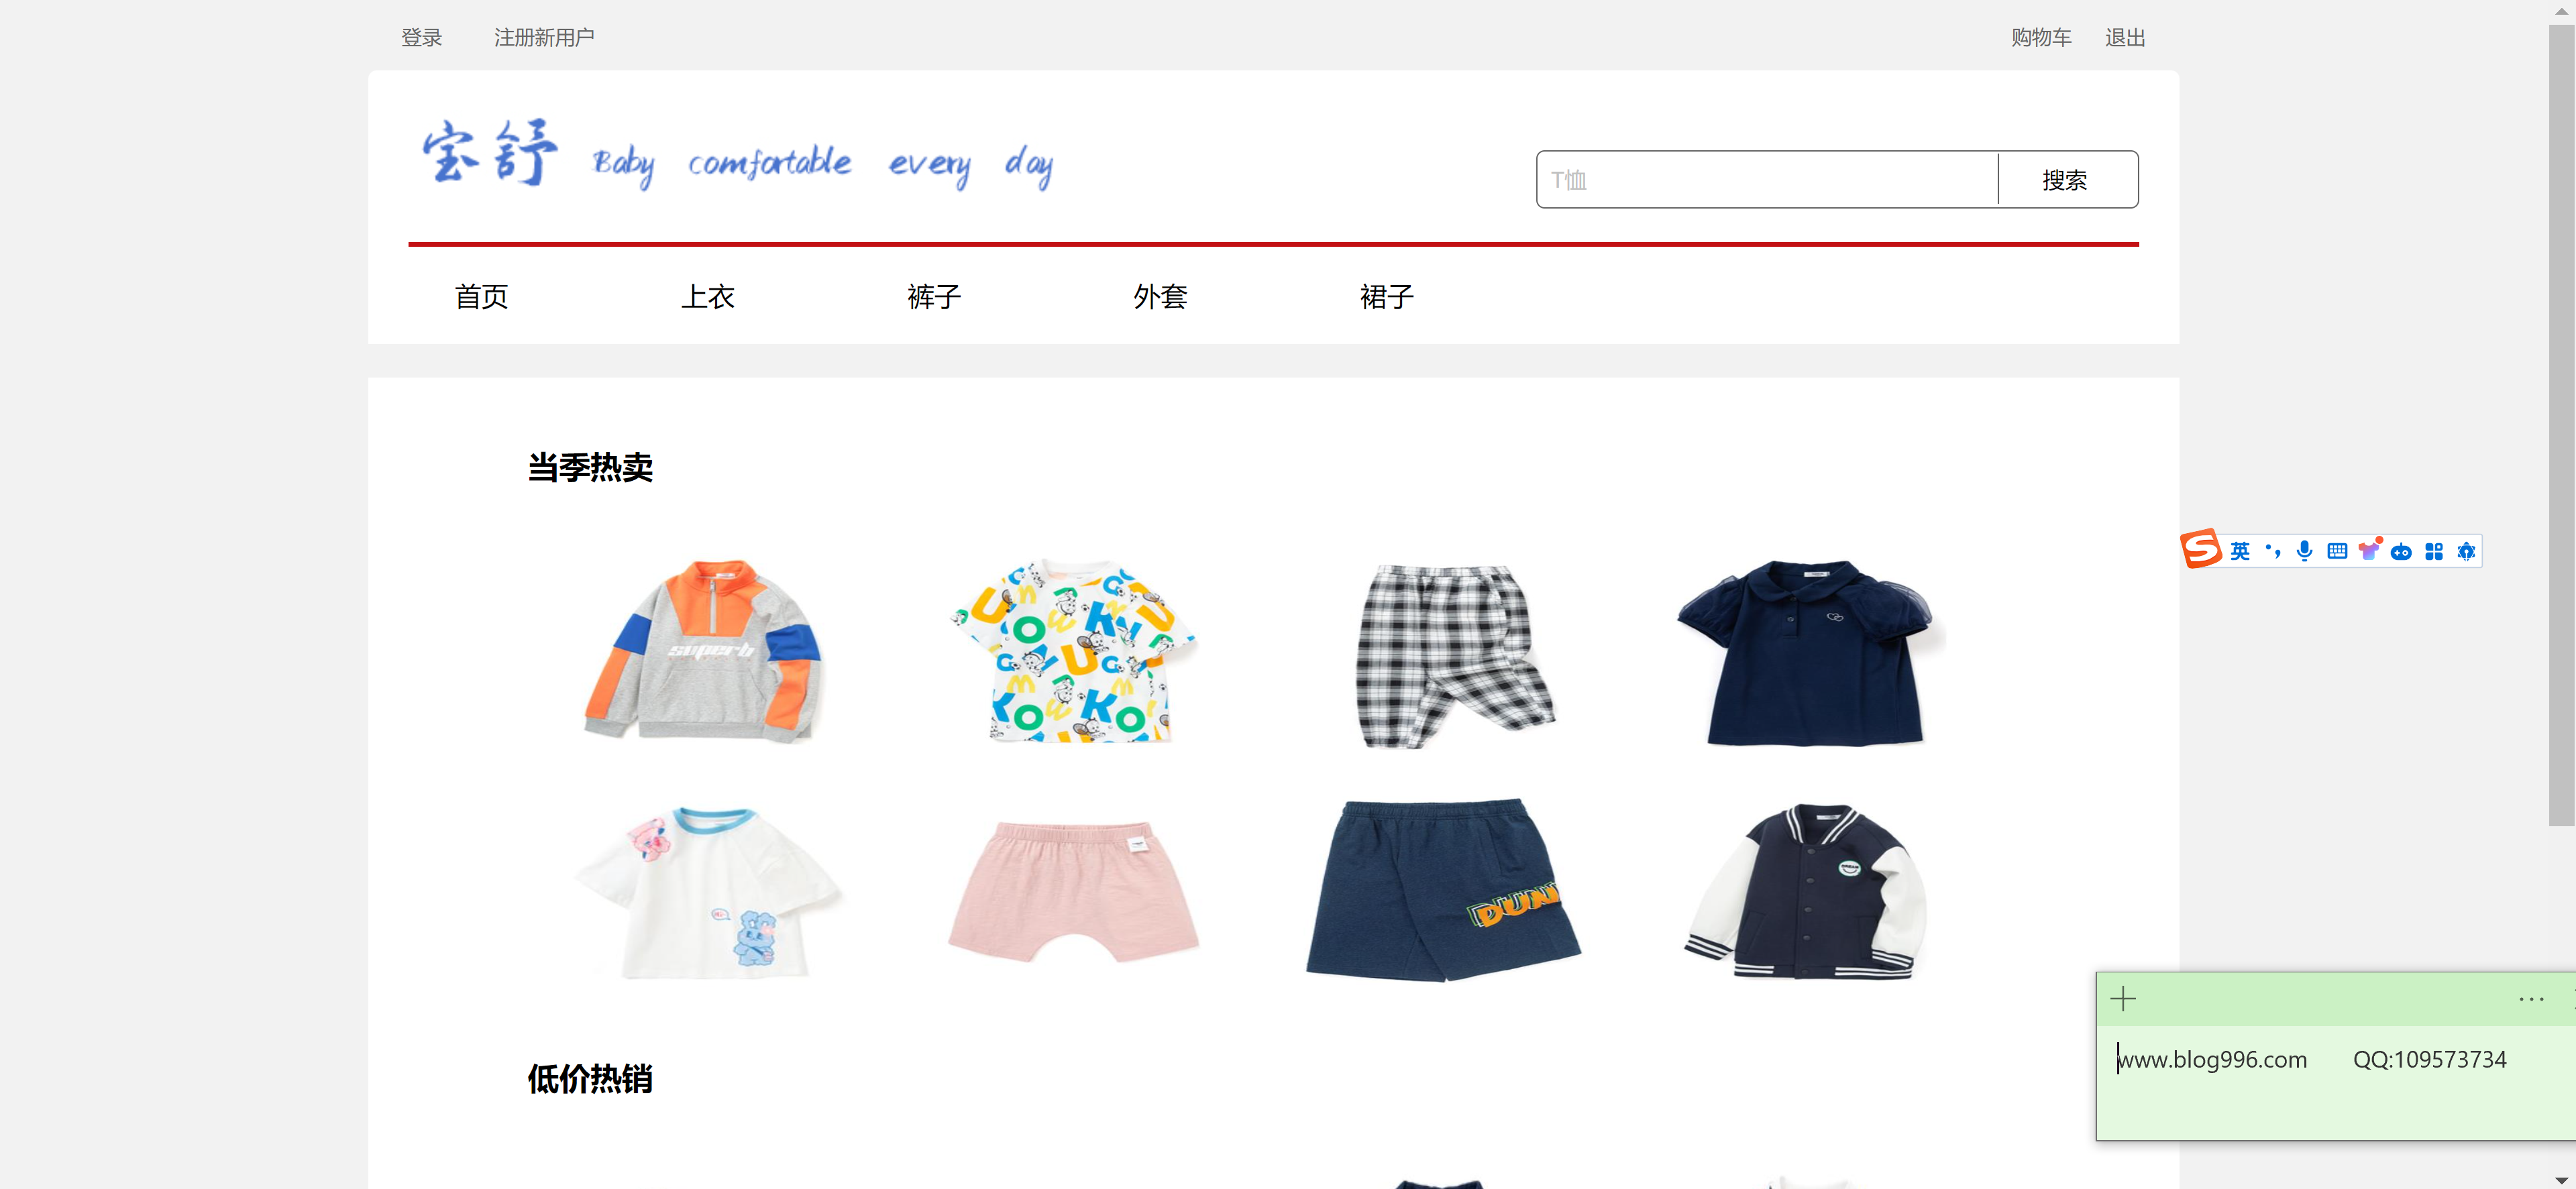 登录 注册新用户 购物车 退出
宝舒 Baby comfortable every day
T恤 搜索
首页 上衣 裤子 外套 裙子
当季热卖
superb
英
DUN
低价热销
www.blog996.com QQ:109573734